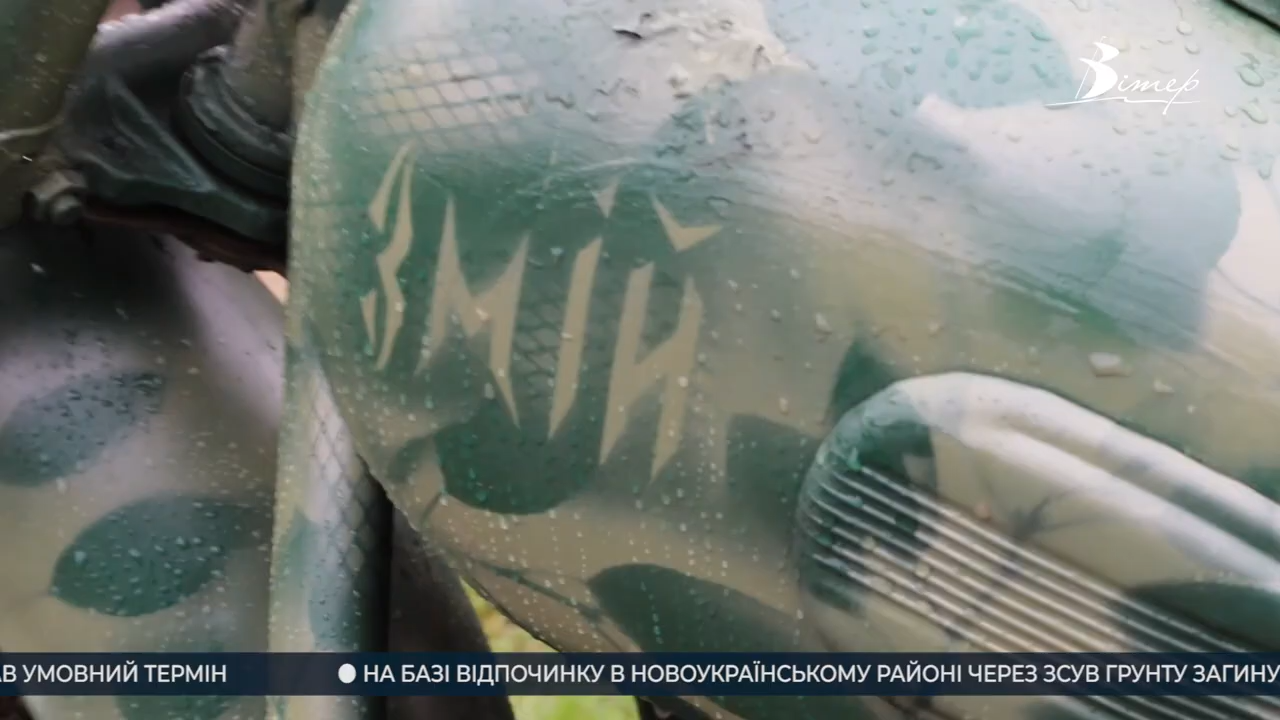 Вітер
ЗМІЙ
АВ УМОВНИЙ ТЕРМІН
НА БАЗІ ВІДПОЧИНКУ В НОВОУКРАЇНСЬКОМУ РАЙОНІ ЧЕРЕЗ ЗСУВ ГРУНТУ ЗАГИНУ